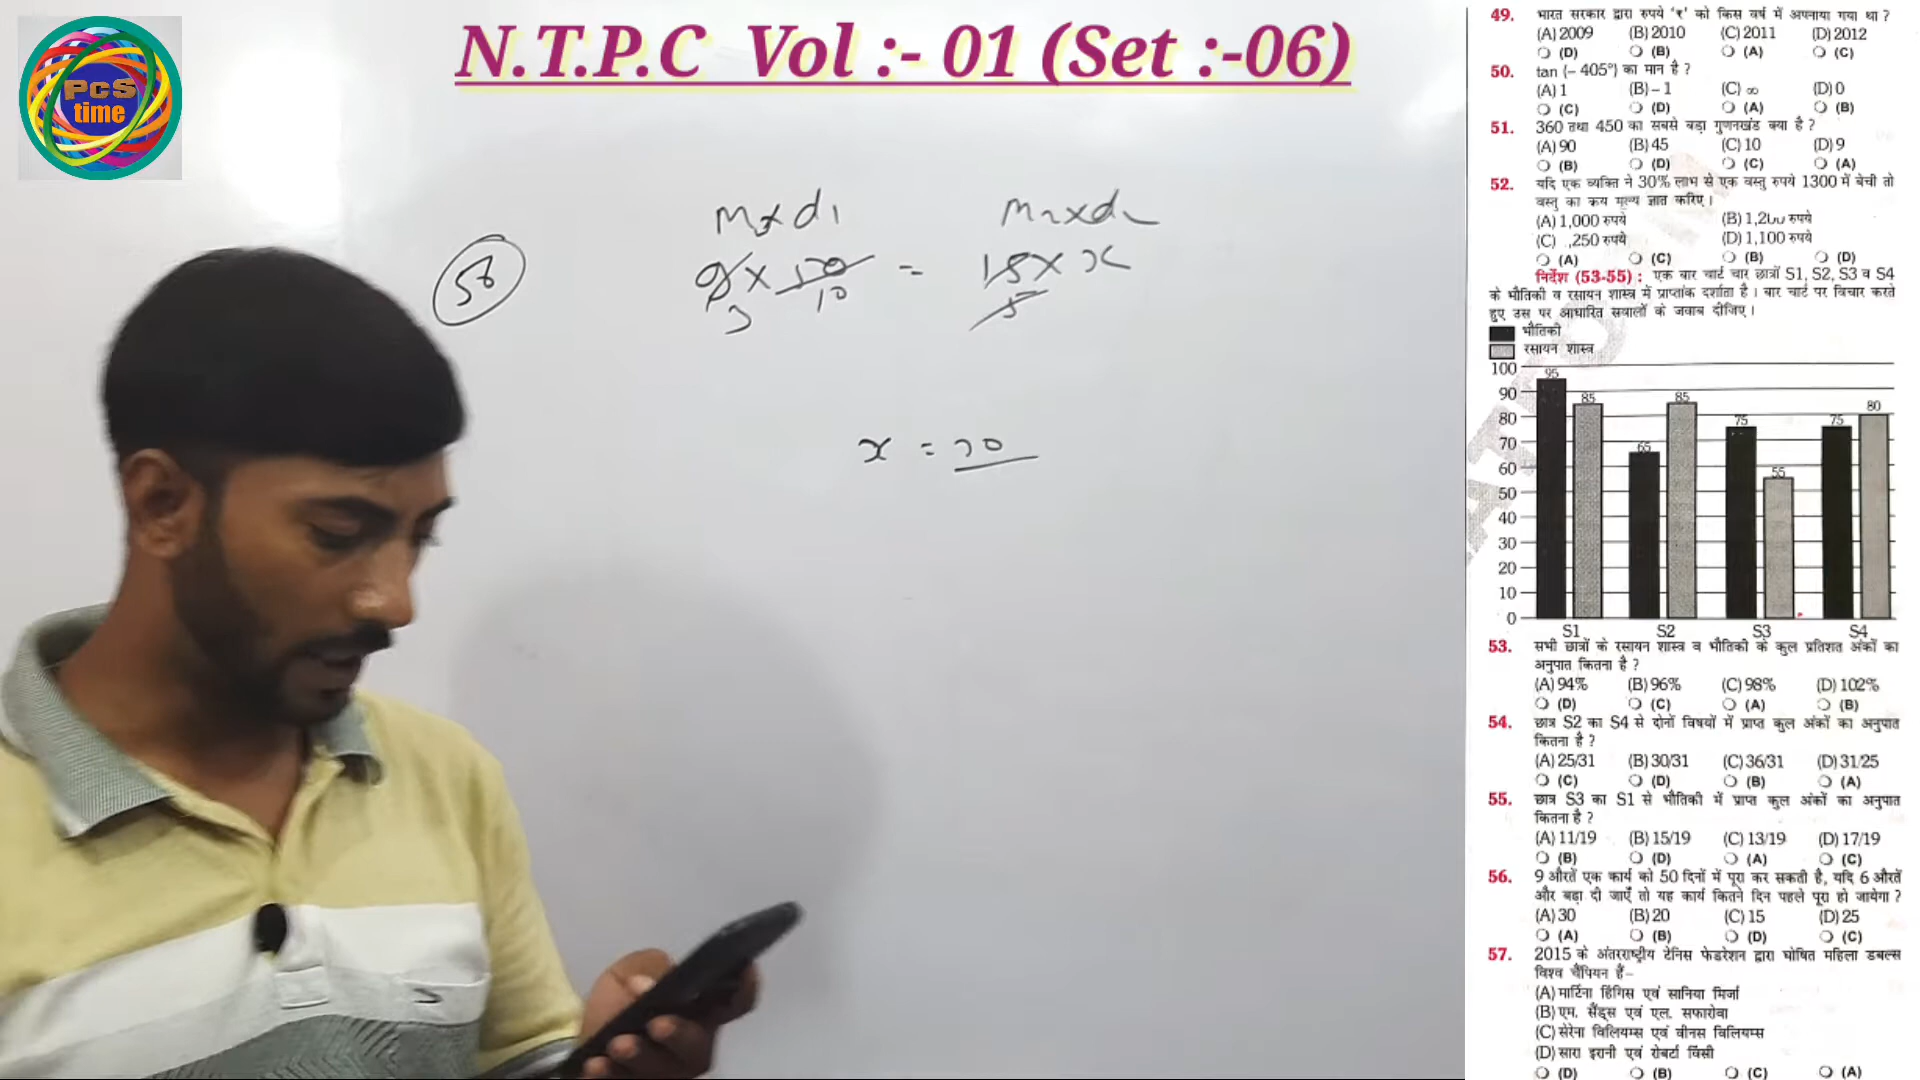 N.T.P.C Vol :- 01 (Set :-06)
PcS
time
56
m₁×d₁ m₂×d₂
9×50 = 15×x
3 10 5
x = 30
49. भारत सरकार द्वारा रुपये '₹' को किस वर्ष में अपनाया गया था ?
(A) 2009 (B) 2010 (C) 2011 (D) 2012
(D) (B) (A) (C)
50. tan (– 405°) का मान है ?
(A) 1 (B) – 1 (C) ∞ (D) 0
(C) (D) (A) (B)
51. 360 तथा 450 का सबसे बड़ा गुणनखंड क्या है ?
(A) 90 (B) 45 (C) 10 (D) 9
(B) (D) (C) (A)
52. यदि एक व्यक्ति ने 30% लाभ से एक वस्तु रुपये 1300 में बेची तो
वस्तु का क्रय मूल्य ज्ञात करिए।
(A) 1,000 रुपये (B) 1,200 रुपये
(C) ,250 रुपये (D) 1,100 रुपये
(A) (C) (B) (D)
निर्देश (53-55) : एक बार चार्ट चार छात्रों S1, S2, S3 व S4
के भौतिकी व रसायन शास्त्र में प्राप्तांक दर्शाता है। बार चार्ट पर विचार करते
हुए उस पर आधारित सवालों के जवाब दीजिए।
भौतिकी
रसायन शास्त्र
100
90
80
70
60
50
40
30
20
10
0
95 85 65 85 75 55 75 80
S1 S2 S3 S4
53. सभी छात्रों के रसायन शास्त्र व भौतिकी के कुल प्रतिशत अंकों का
अनुपात कितना है ?
(A) 94% (B) 96% (C) 98% (D) 102%
(D) (C) (A) (B)
54. छात्र S2 का S4 से दोनों विषयों में प्राप्त कुल अंकों का अनुपात
कितना है ?
(A) 25/31 (B) 30/31 (C) 36/31 (D) 31/25
(C) (D) (B) (A)
55. छात्र S3 का S1 से भौतिकी में प्राप्त कुल अंकों का अनुपात
कितना है ?
(A) 11/19 (B) 15/19 (C) 13/19 (D) 17/19
(B) (D) (A) (C)
56. 9 औरतें एक कार्य को 50 दिनों में पूरा कर सकती है, यदि 6 औरतें
और बढ़ा दी जाएँ तो यह कार्य कितने दिन पहले पूरा हो जायेगा ?
(A) 30 (B) 20 (C) 15 (D) 25
(A) (B) (D) (C)
57. 2015 के अंतरराष्ट्रीय टेनिस फेडरेशन द्वारा घोषित महिला डबल्स
विश्व चैंपियन हैं–
(A) मार्टिना हिंगिस एवं सानिया मिर्जा
(B) एम. सैंड्स एवं एल. सफारोवा
(C) सेरेना विलियम्स एवं वीनस विलियम्स
(D) सारा इरानी एवं रोबर्टा विंसी
(D) (B) (C) (A)